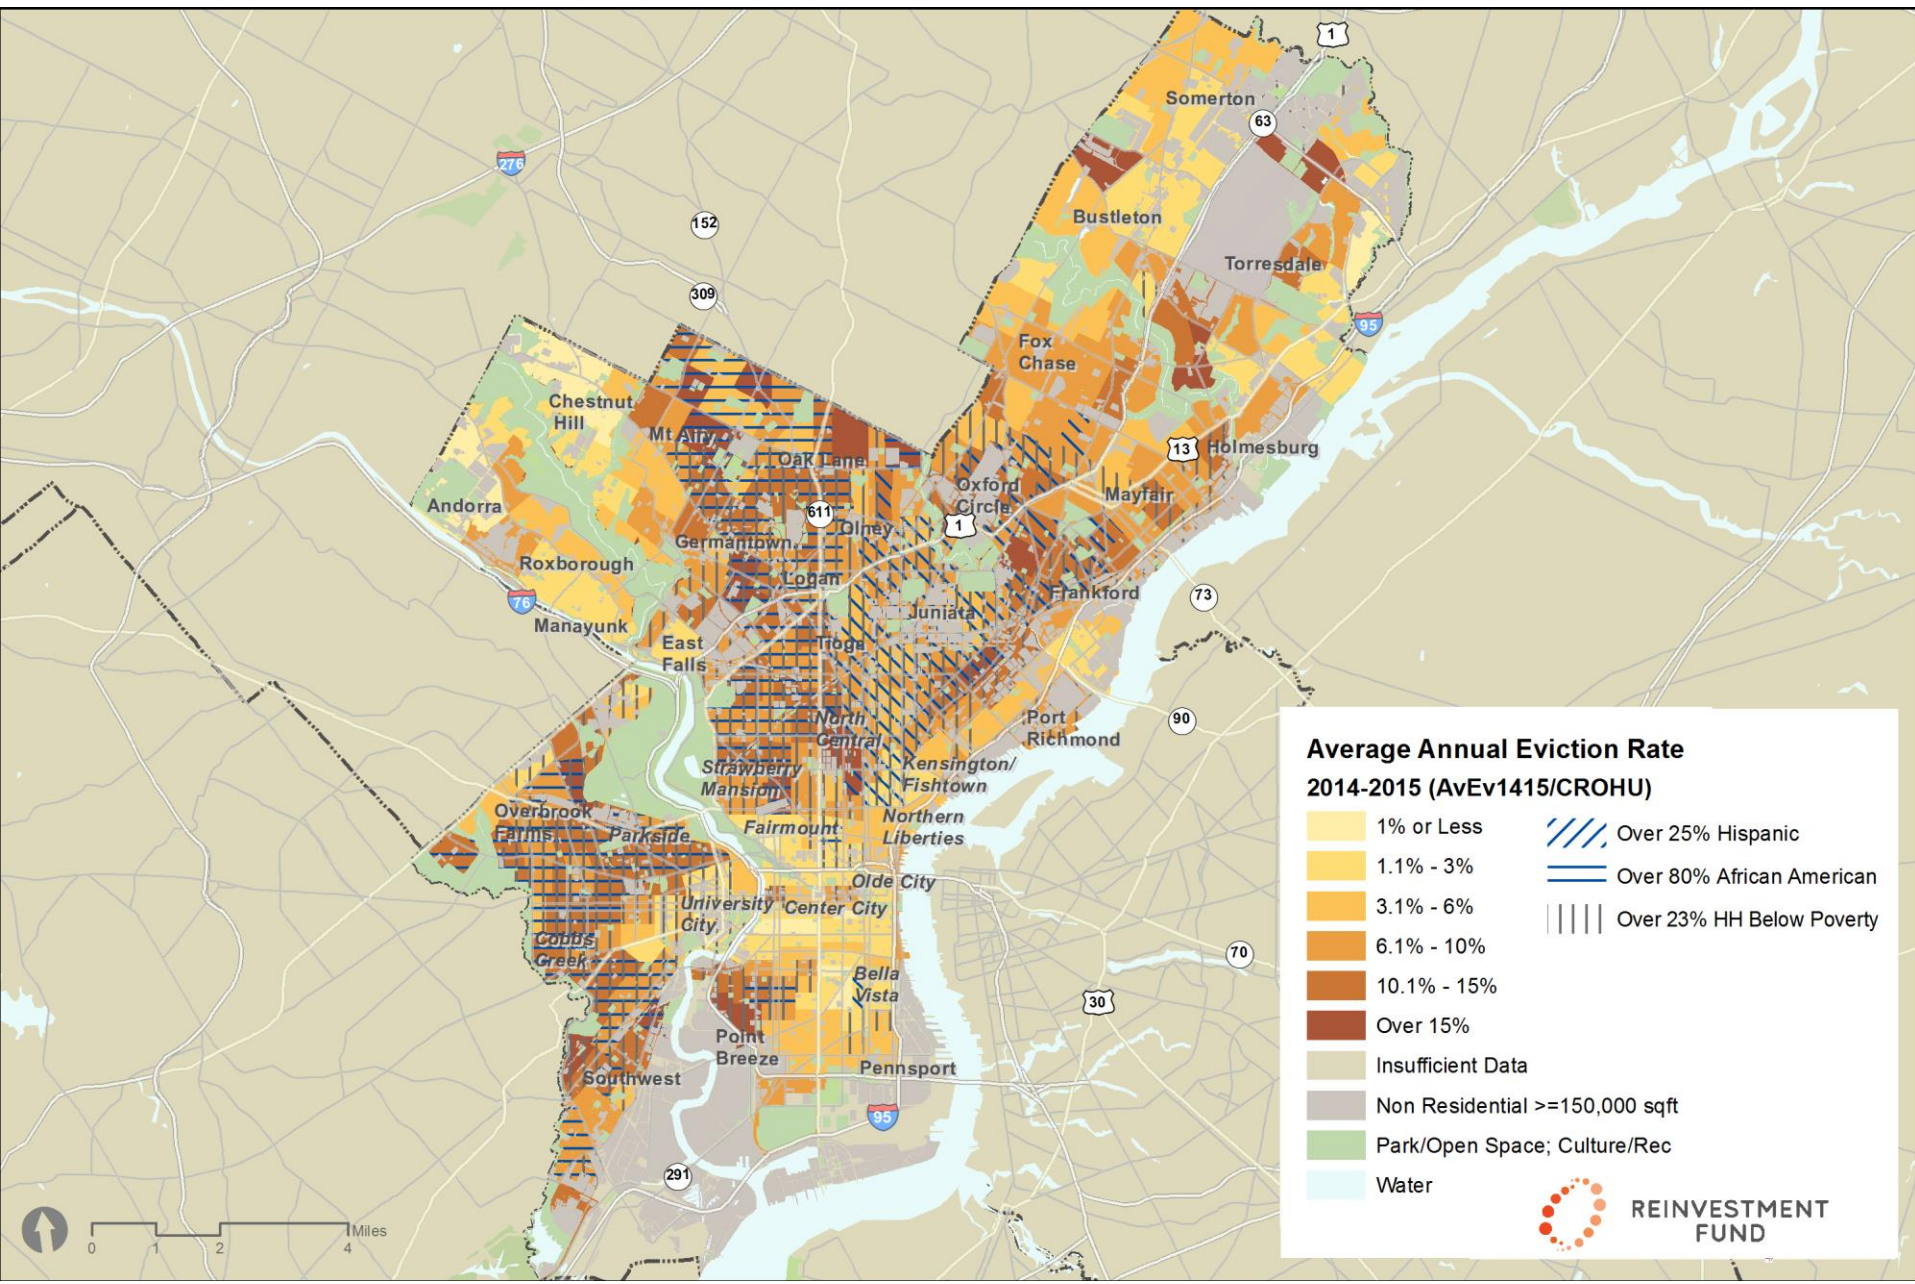 1
Somerton
63
276
152
Bustleton
Torresdale
309
95
Fox
Chase
Chestnut
Hill
Mt Airy
13
Holmesburg
Oak Lane
Oxford
Circle
Mayfair
Andorra
611
Olney
1
Germantown
Roxborough
Logan
76
Frankford
73
Juniata
Manayunk
East
Falls
Tioga
North
Central
Port
Richmond
90
Strawberry
Mansion
Kensington/
Fishtown
Overbrook
Farms
Parkside
Fairmount
Northern
Liberties
Olde City
University
City
Center City
Cobbs
Creek
70
Bella
Vista
30
Point
Breeze
Pennsport
Southwest
95
291
0 1 2 4 Miles
Average Annual Eviction Rate
2014-2015 (AvEv1415/CROHU)
1% or Less
1.1% - 3%
3.1% - 6%
6.1% - 10%
10.1% - 15%
Over 15%
Insufficient Data
Non Residential >=150,000 sqft
Park/Open Space; Culture/Rec
Water
Over 25% Hispanic
Over 80% African American
Over 23% HH Below Poverty
REINVESTMENT
FUND